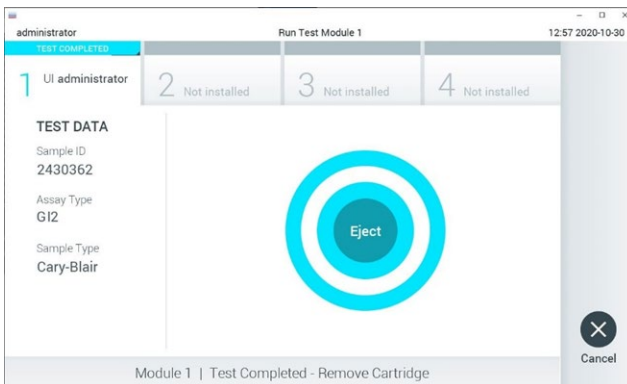 administrator Run Test Module 1 12:57 2020-10-30
TEST COMPLETED
1 UI administrator 2 Not installed 3 Not installed 4 Not installed
TEST DATA
Sample ID
2430362
Assay Type
GI2
Sample Type
Cary-Blair
Eject
Cancel
Module 1 | Test Completed - Remove Cartridge